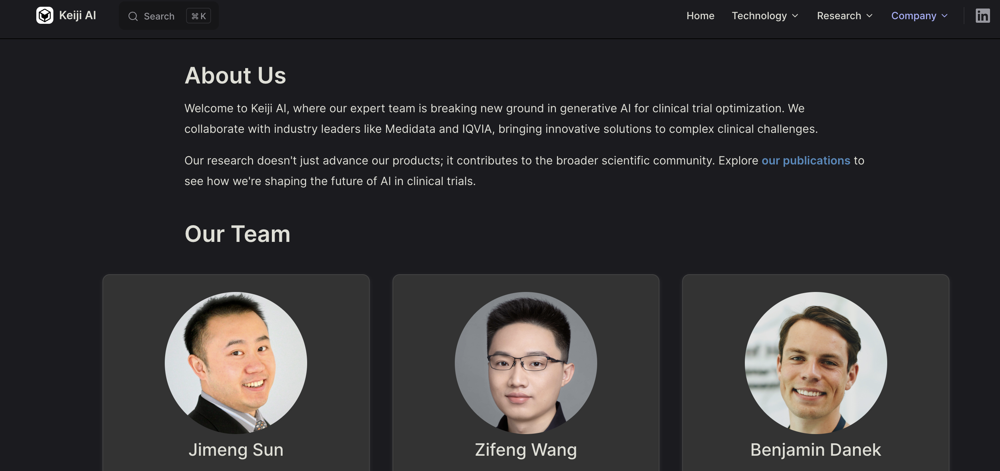 Keiji AI
Search
⌘ K
Home
Technology
Research
Company
in
About Us
Welcome to Keiji AI, where our expert team is breaking new ground in generative AI for clinical trial optimization. We
collaborate with industry leaders like Medidata and IQVIA, bringing innovative solutions to complex clinical challenges.
Our research doesn't just advance our products; it contributes to the broader scientific community. Explore our publications to
see how we're shaping the future of AI in clinical trials.
Our Team
Jimeng Sun
Zifeng Wang
Benjamin Danek